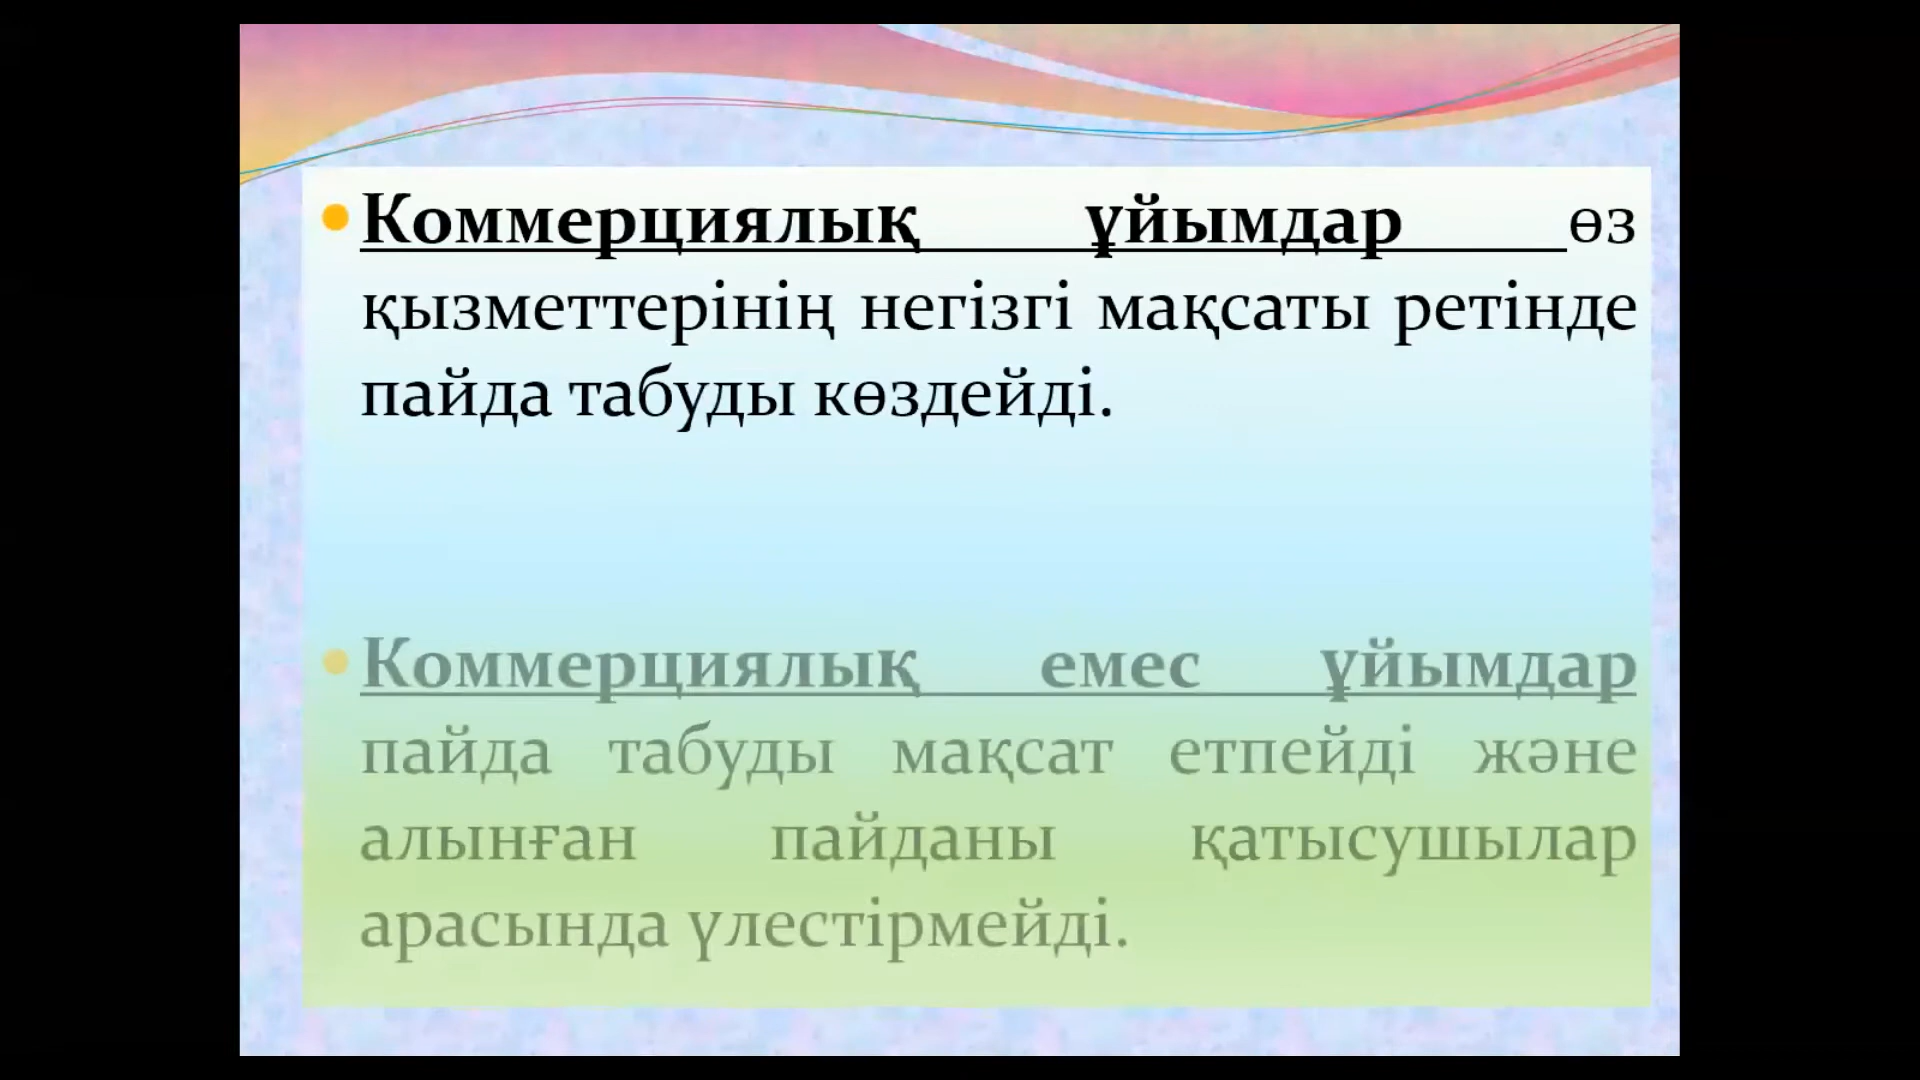 Коммерциялық ұйымдар өз
қызметтерінің негізгі мақсаты ретінде
пайда табуды көздейді.
Коммерциялық емес ұйымдар
пайда табуды мақсат етпейді және
алынған пайданы қатысушылар
арасында үлестірмейді.